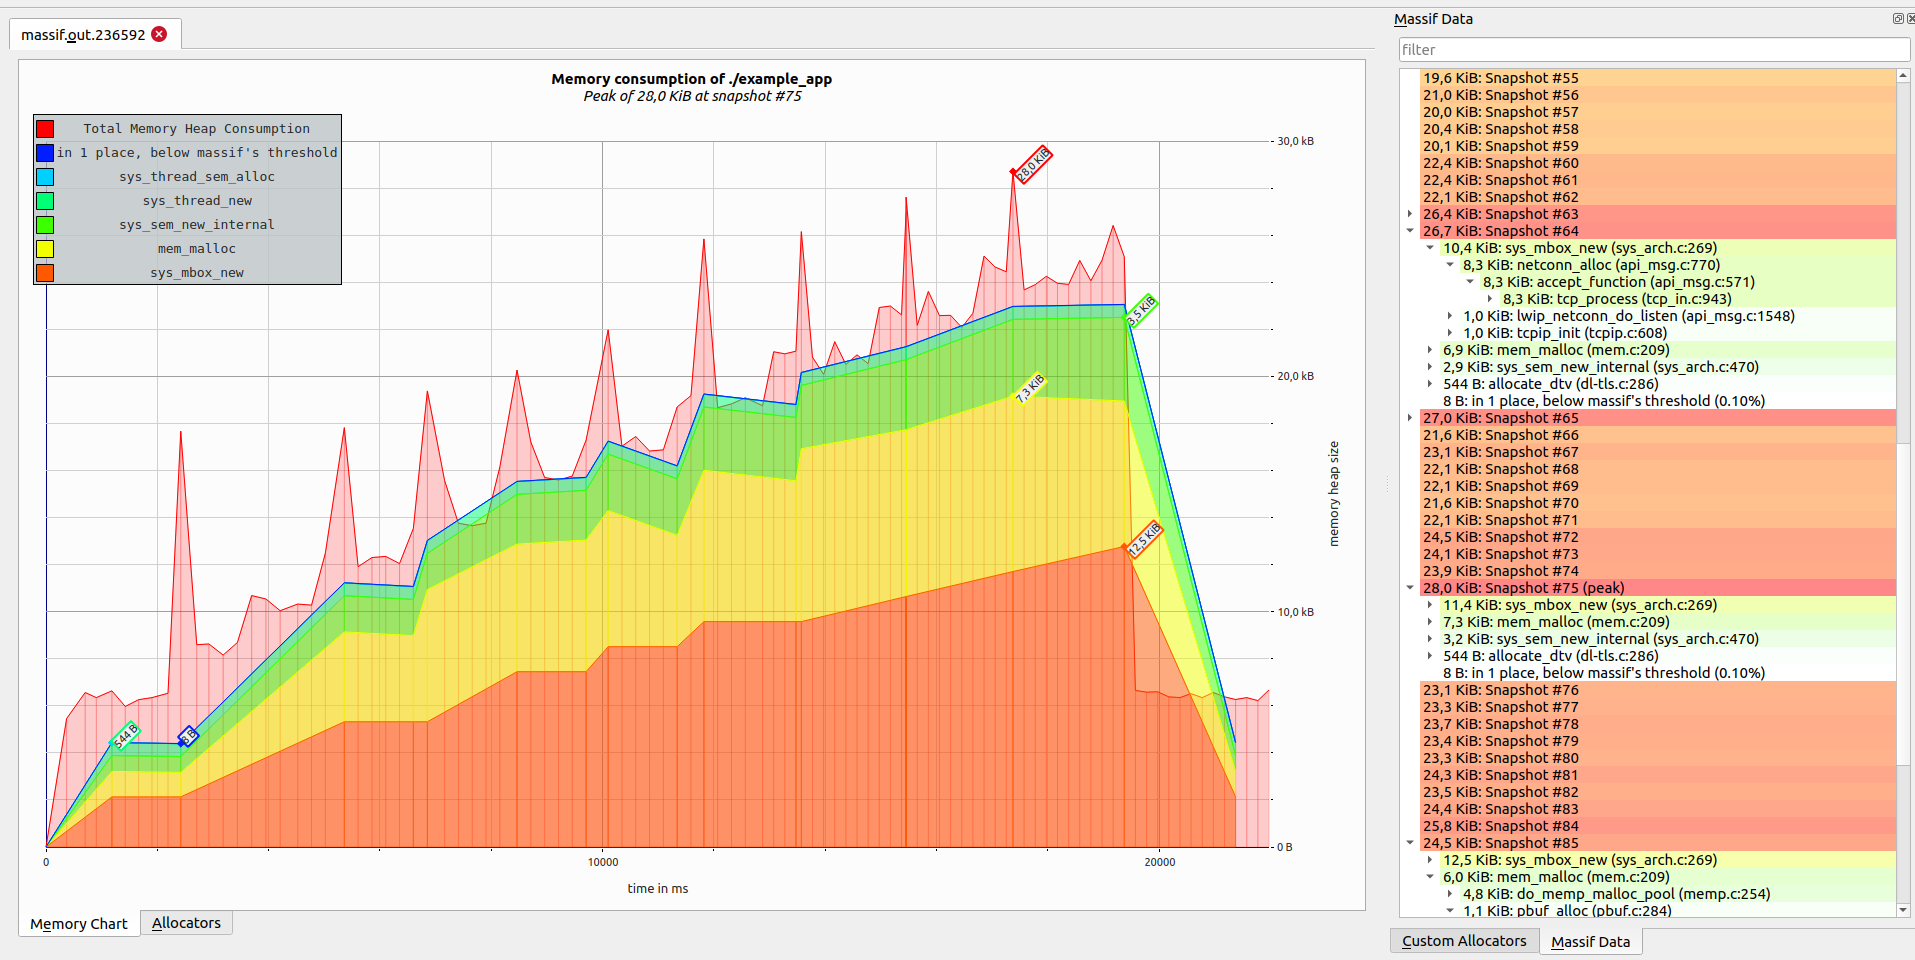 massif.out.236592
Memory consumption of ./example_app
Peak of 28,0 KiB at snapshot #75
Total Memory Heap Consumption
in 1 place, below massif's threshold
sys_thread_sem_alloc
sys_thread_new
sys_sem_new_internal
mem_malloc
sys_mbox_new
28,0 KiB
3,5 KiB
7,3 KiB
12,5 KiB
544 B
8 B
30,0 kB
20,0 kB
10,0 kB
0 B
memory heap size
0
10000
20000
time in ms
Memory Chart
Allocators
Massif Data
filter
19,6 KiB: Snapshot #55
21,0 KiB: Snapshot #56
20,0 KiB: Snapshot #57
20,4 KiB: Snapshot #58
20,1 KiB: Snapshot #59
22,4 KiB: Snapshot #60
22,4 KiB: Snapshot #61
22,1 KiB: Snapshot #62
26,4 KiB: Snapshot #63
26,7 KiB: Snapshot #64
10,4 KiB: sys_mbox_new (sys_arch.c:269)
8,3 KiB: netconn_alloc (api_msg.c:770)
8,3 KiB: accept_function (api_msg.c:571)
8,3 KiB: tcp_process (tcp_in.c:943)
1,0 KiB: lwip_netconn_do_listen (api_msg.c:1548)
1,0 KiB: tcpip_init (tcpip.c:608)
6,9 KiB: mem_malloc (mem.c:209)
2,9 KiB: sys_sem_new_internal (sys_arch.c:470)
544 B: allocate_dtv (dl-tls.c:286)
8 B: in 1 place, below massif's threshold (0.10%)
27,0 KiB: Snapshot #65
21,6 KiB: Snapshot #66
23,1 KiB: Snapshot #67
22,1 KiB: Snapshot #68
22,1 KiB: Snapshot #69
21,6 KiB: Snapshot #70
22,1 KiB: Snapshot #71
24,5 KiB: Snapshot #72
24,1 KiB: Snapshot #73
23,9 KiB: Snapshot #74
28,0 KiB: Snapshot #75 (peak)
11,4 KiB: sys_mbox_new (sys_arch.c:269)
7,3 KiB: mem_malloc (mem.c:209)
3,2 KiB: sys_sem_new_internal (sys_arch.c:470)
544 B: allocate_dtv (dl-tls.c:286)
8 B: in 1 place, below massif's threshold (0.10%)
23,1 KiB: Snapshot #76
23,3 KiB: Snapshot #77
23,7 KiB: Snapshot #78
23,4 KiB: Snapshot #79
23,3 KiB: Snapshot #80
24,3 KiB: Snapshot #81
23,5 KiB: Snapshot #82
24,4 KiB: Snapshot #83
25,8 KiB: Snapshot #84
24,5 KiB: Snapshot #85
12,5 KiB: sys_mbox_new (sys_arch.c:269)
6,0 KiB: mem_malloc (mem.c:209)
4,8 KiB: do_memp_malloc_pool (memp.c:254)
1,1 KiB: pbuf_alloc (pbuf.c:284)
Custom Allocators
Massif Data